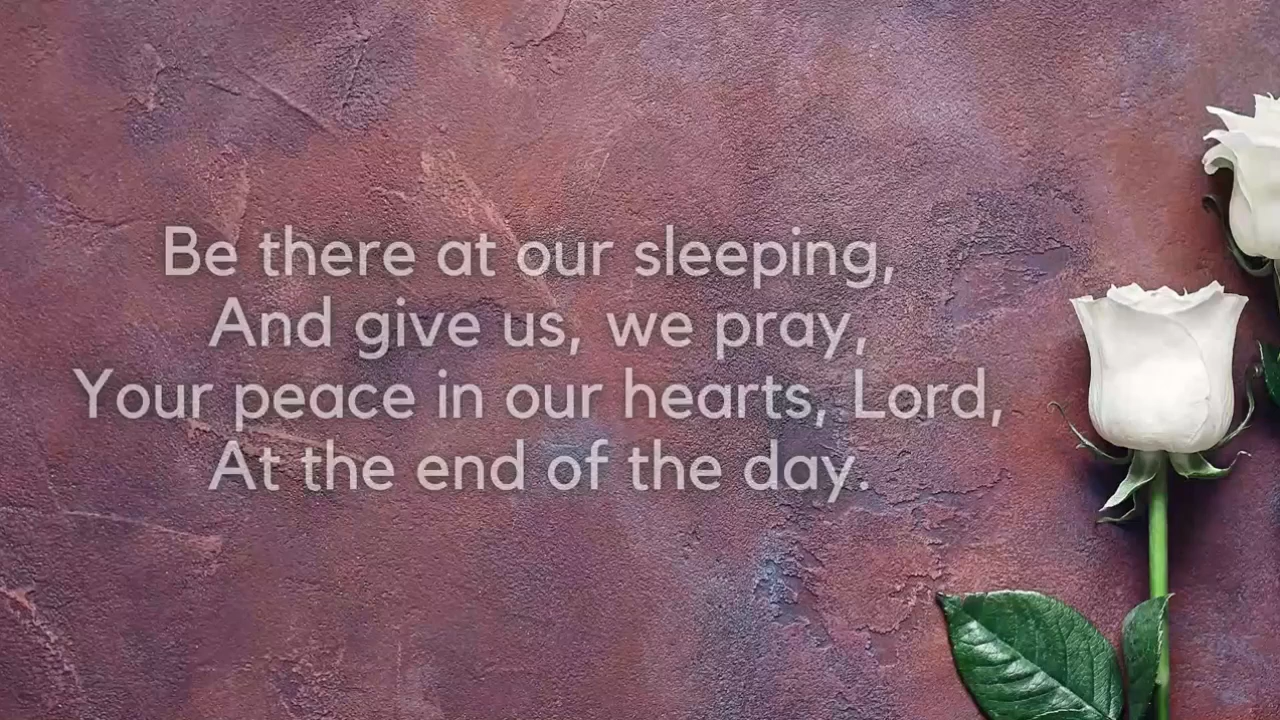 Be there at our sleeping,
And give us, we pray,
Your peace in our hearts, Lord,
At the end of the day.